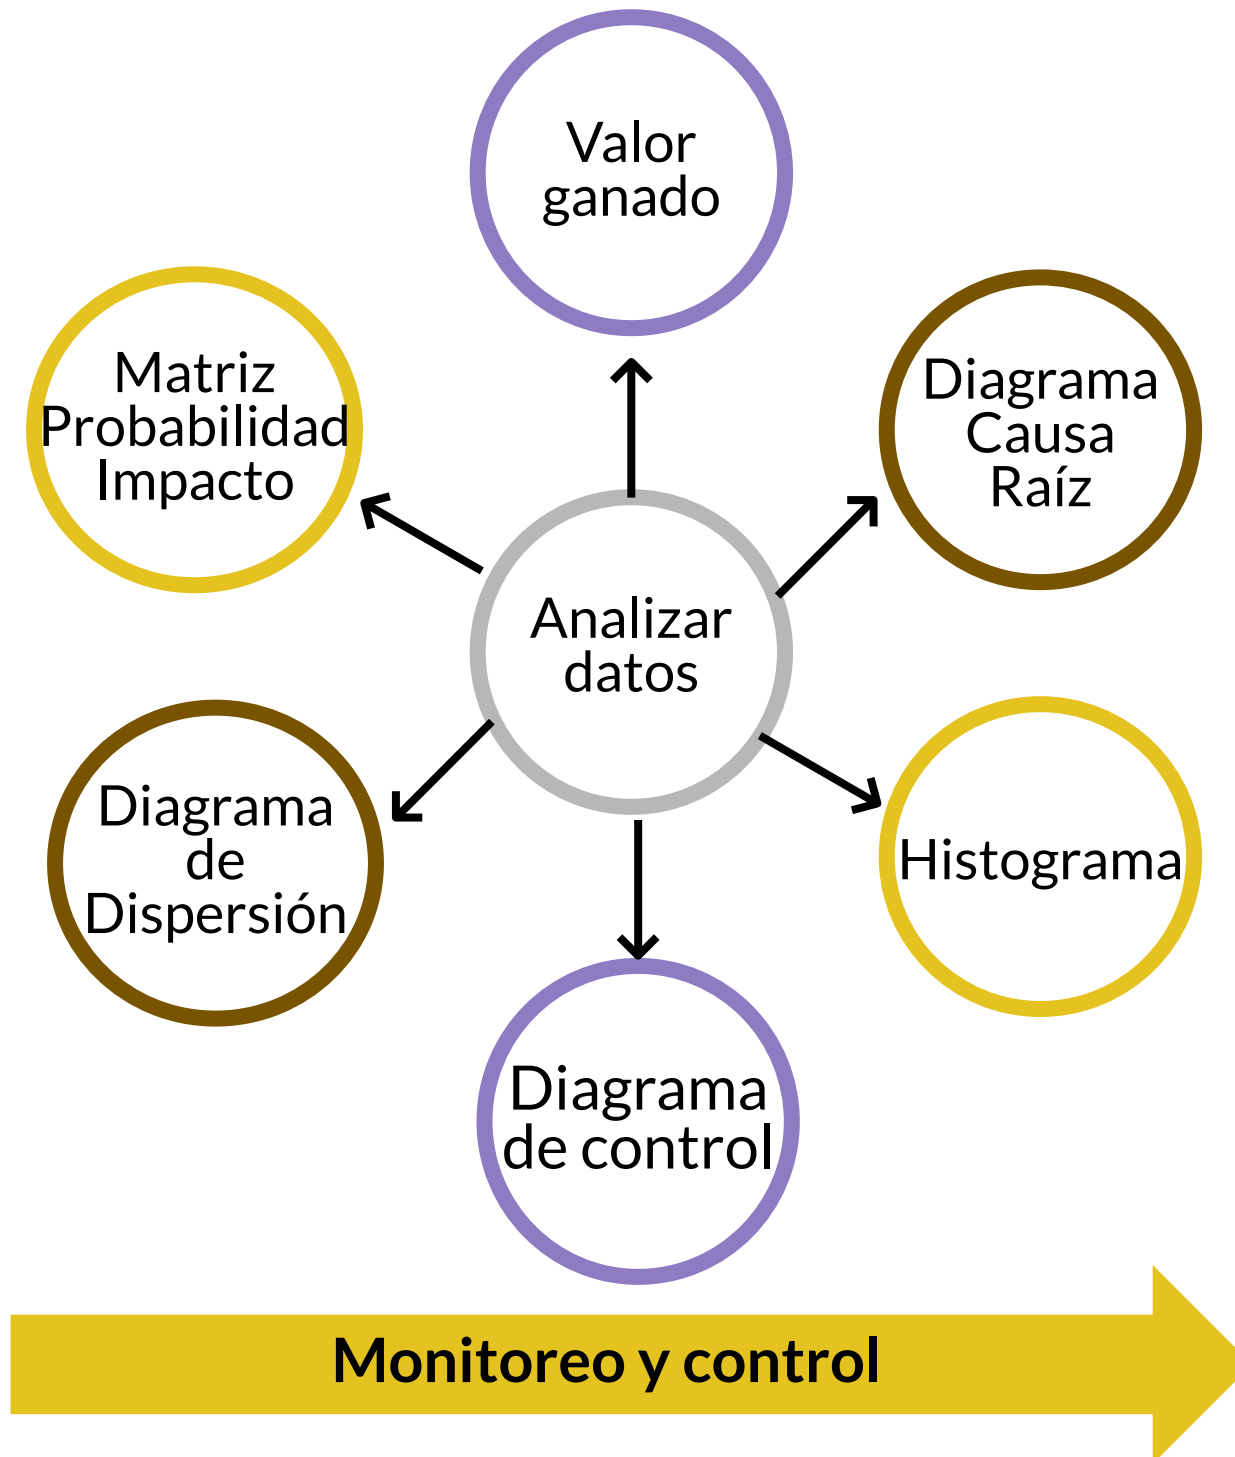 Valor
ganado
Matriz
Probabilidad
Impacto
Diagrama
Causa
Raíz
Analizar
datos
Diagrama
de
Dispersión
Histograma
Diagrama
de control
Monitoreo y control